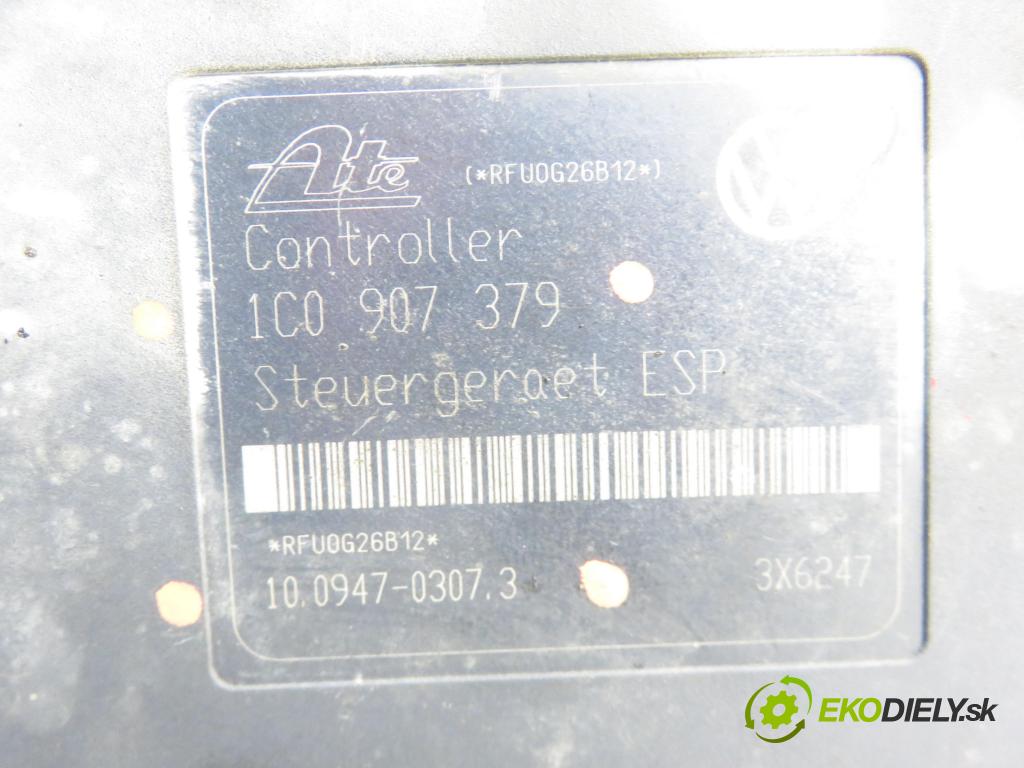 Ate (*RFU0G26B12*)
Controller
1C0 907 379
Steuergeraet ESP
*RFU0G26B12*
10.0947-0307.3 3X6247
EKODIELY.sk